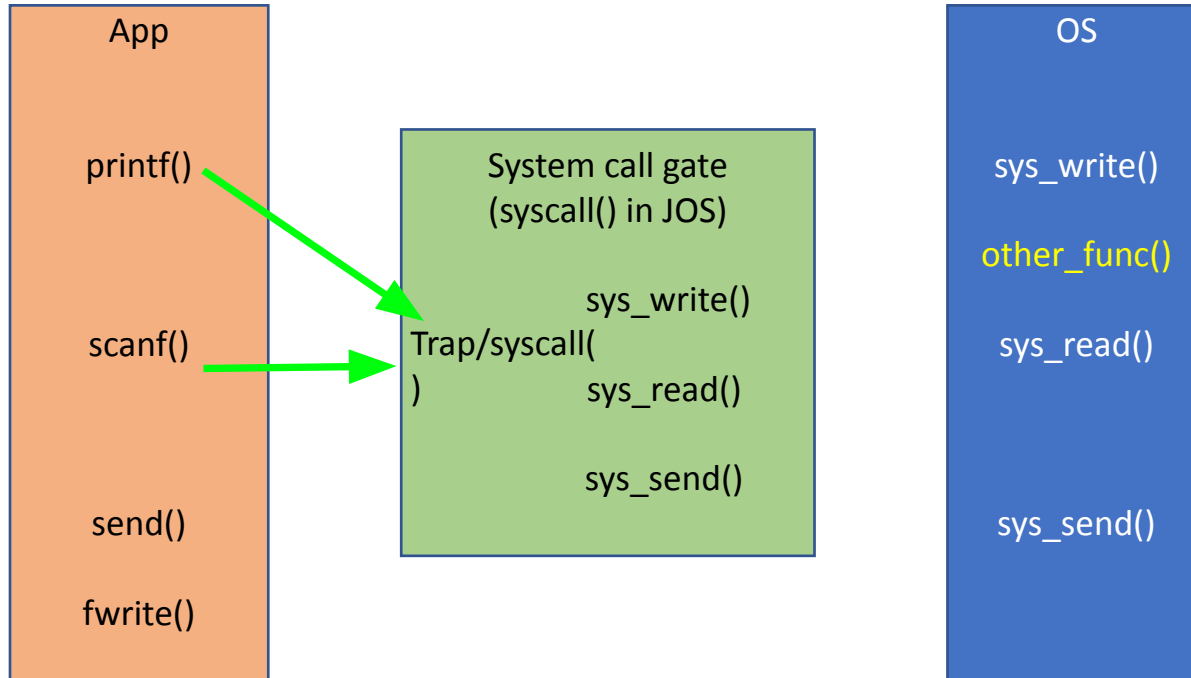 App
printf()
scanf()
send()
fwrite()
System call gate
(syscall() in JOS)
sys_write()
Trap/syscall(
)
sys_read()
sys_send()
OS
sys_write()
other_func()
sys_read()
sys_send()